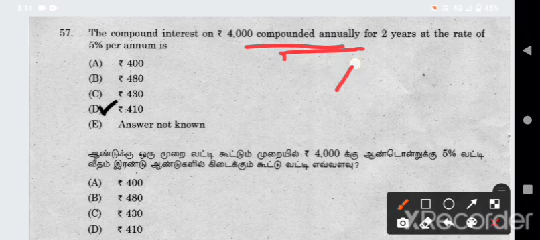 57. The compound interest on ₹ 4,000 compounded annually for 2 years at the rate of
5% per annum is
(A) ₹ 400
(B) ₹ 480
(C) ₹ 430
(D) ₹ 410
(E) Answer not known
ஆண்டுக்கு ஒரு முறை வட்டி கூட்டும் முறையில் ₹ 4,000 க்கு ஆண்டொன்றுக்கு 5% வட்டி
வீதம் இரண்டு ஆண்டுகளில் கிடைக்கும் கூட்டு வட்டி எவ்வளவு?
(A) ₹ 400
(B) ₹ 480
(C) ₹ 430
(D) ₹ 410
XRecorder